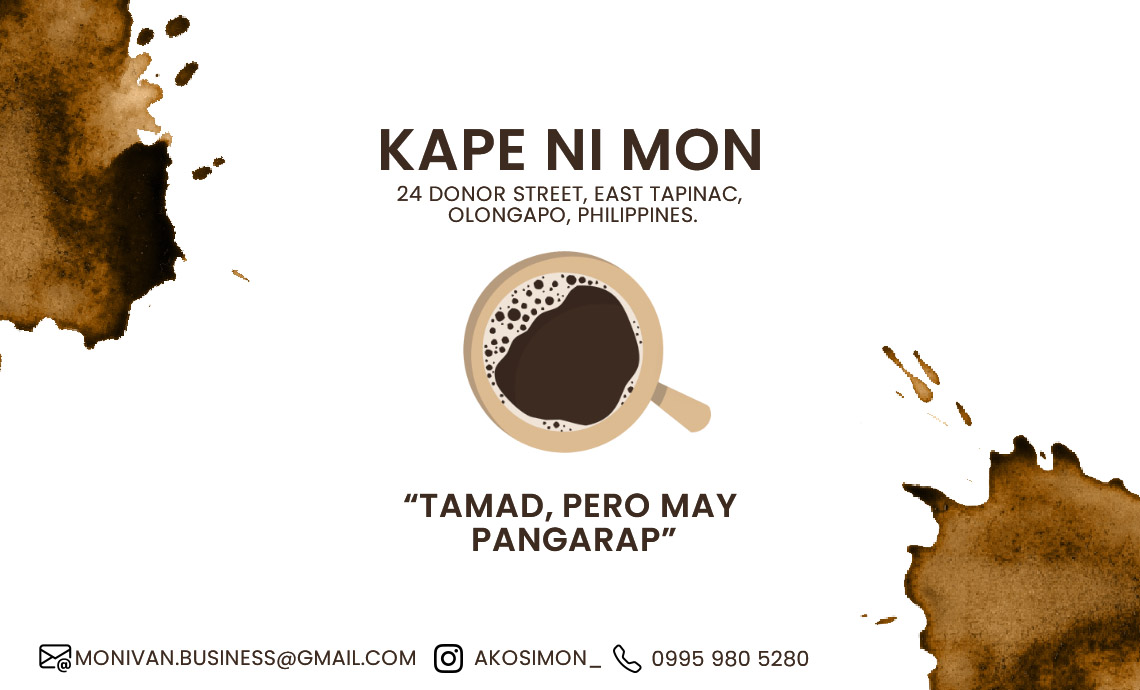 KAPE NI MON
24 DONOR STREET, EAST TAPINAC,
OLONGAPO, PHILIPPINES.
“TAMAD, PERO MAY
PANGARAP”
MONIVAN.BUSINESS@GMAIL.COM AKOSIMON_ 0995 980 5280